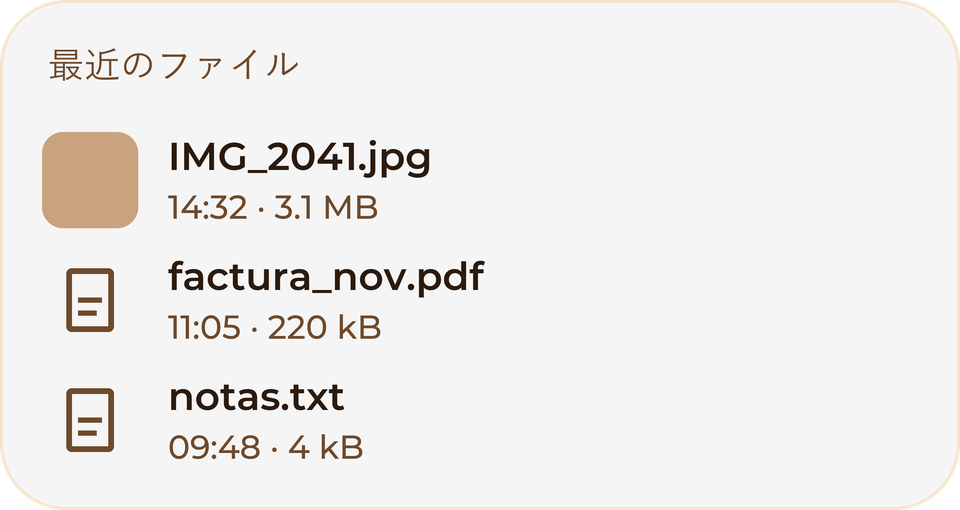 最近のファイル
IMG_2041.jpg
14:32 · 3.1 MB
factura_nov.pdf
11:05 · 220 kB
notas.txt
09:48 · 4 kB